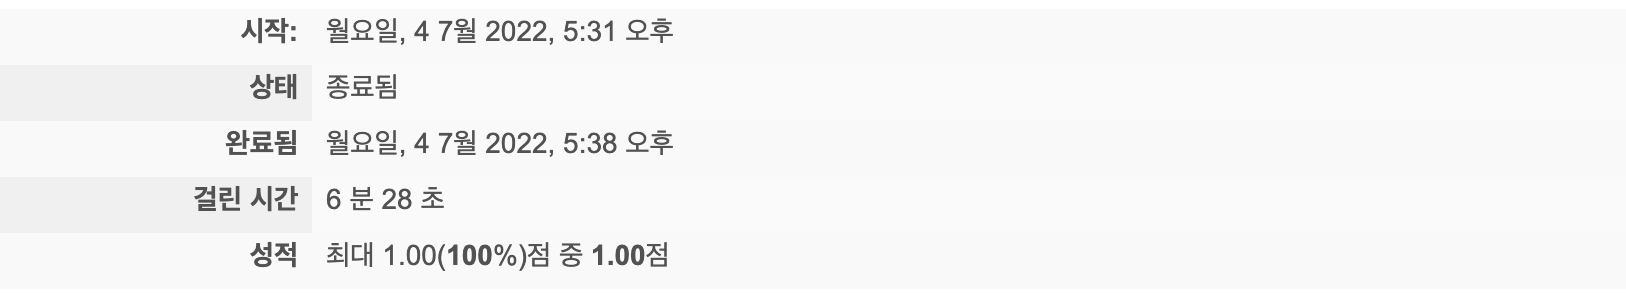 시작: 월요일, 4 7월 2022, 5:31 오후
상태 종료됨
완료됨 월요일, 4 7월 2022, 5:38 오후
걸린 시간 6 분 28 초
성적 최대 1.00(100%)점 중 1.00점